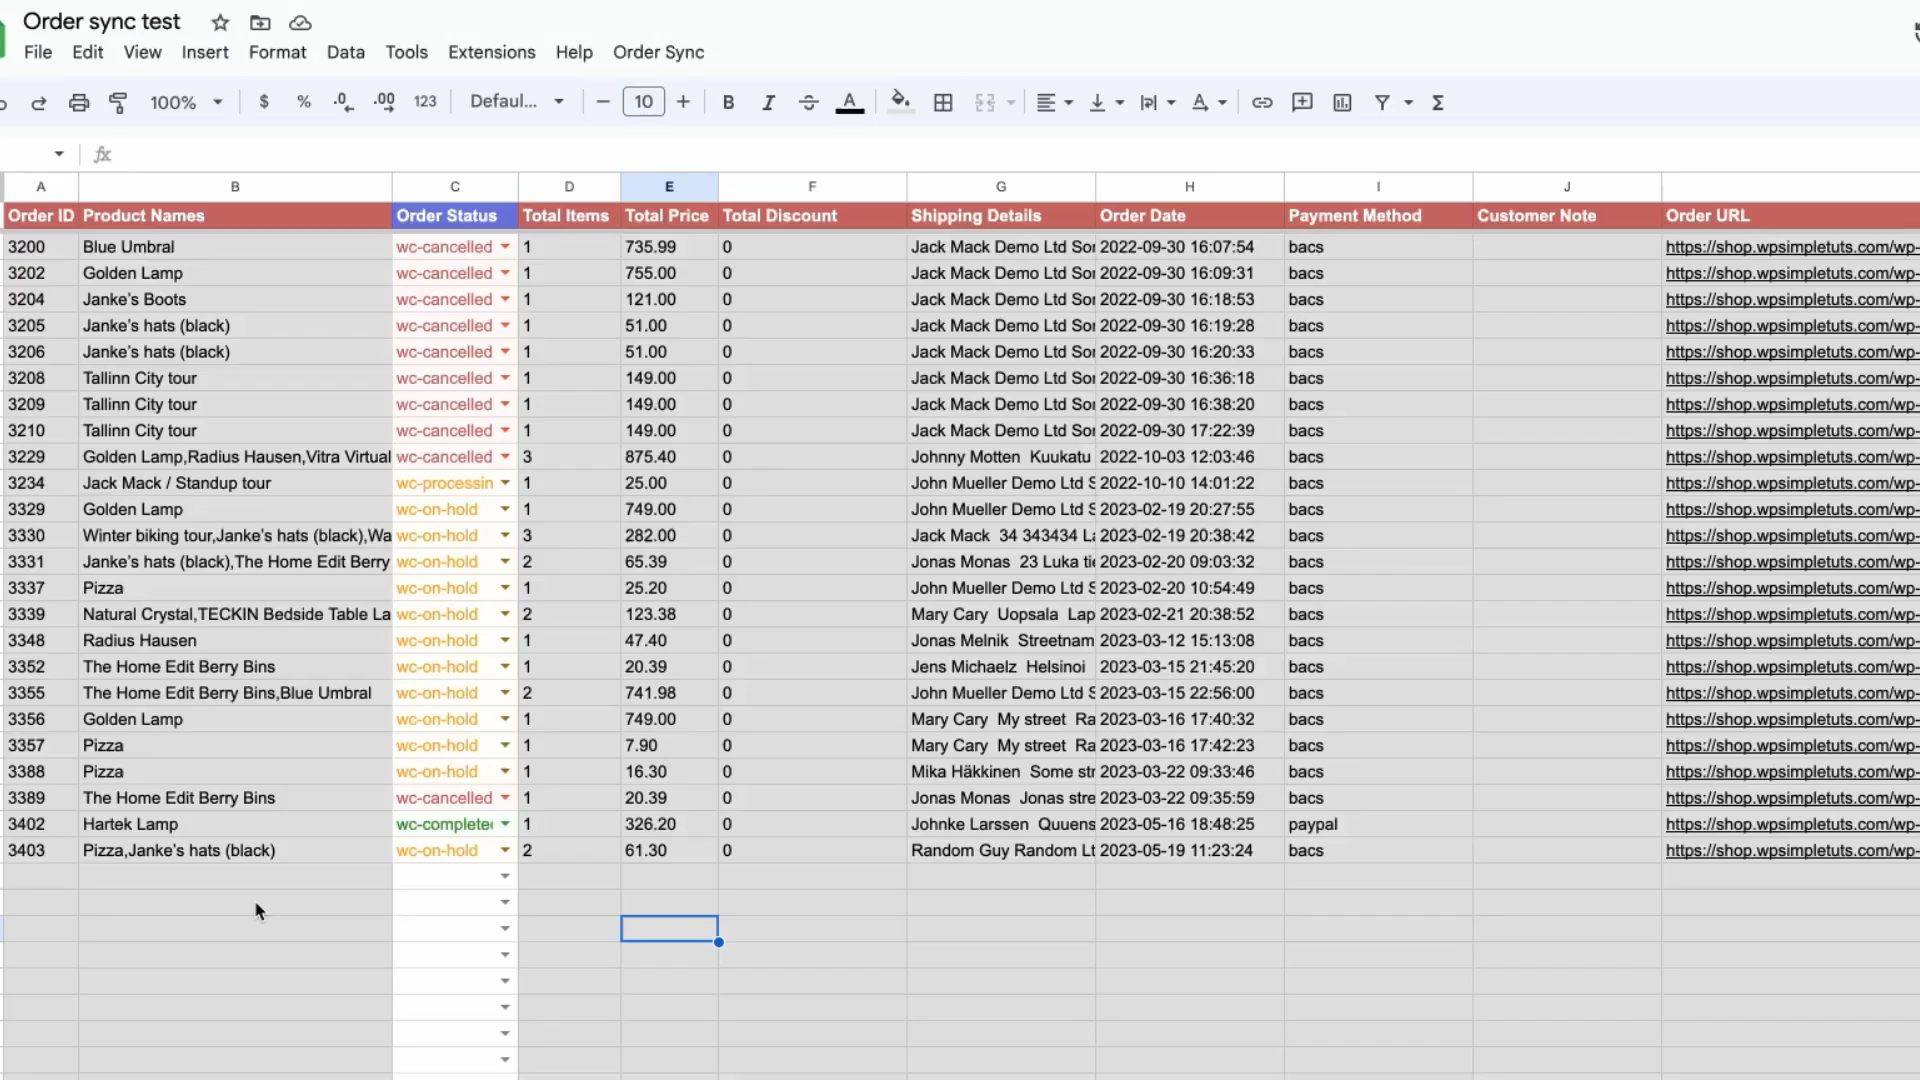 Order sync test
File Edit View Insert Format Data Tools Extensions Help Order Sync
100% $ % .0 .00 123 Defaul... 10 B I A A Σ
fx
A B C D E F G H I J
Order ID Product Names Order Status Total Items Total Price Total Discount Shipping Details Order Date Payment Method Customer Note Order URL
3200 Blue Umbral wc-cancelled 1 735.99 0 Jack Mack Demo Ltd Sor 2022-09-30 16:07:54 bacs https://shop.wpsimpletuts.com/wp-
3202 Golden Lamp wc-cancelled 1 755.00 0 Jack Mack Demo Ltd Sor 2022-09-30 16:09:31 bacs https://shop.wpsimpletuts.com/wp-
3204 Janke's Boots wc-cancelled 1 121.00 0 Jack Mack Demo Ltd Sor 2022-09-30 16:18:53 bacs https://shop.wpsimpletuts.com/wp-
3205 Janke's hats (black) wc-cancelled 1 51.00 0 Jack Mack Demo Ltd Sor 2022-09-30 16:19:28 bacs https://shop.wpsimpletuts.com/wp-
3206 Janke's hats (black) wc-cancelled 1 51.00 0 Jack Mack Demo Ltd Sor 2022-09-30 16:20:33 bacs https://shop.wpsimpletuts.com/wp-
3208 Tallinn City tour wc-cancelled 1 149.00 0 Jack Mack Demo Ltd Sor 2022-09-30 16:36:18 bacs https://shop.wpsimpletuts.com/wp-
3209 Tallinn City tour wc-cancelled 1 149.00 0 Jack Mack Demo Ltd Sor 2022-09-30 16:38:20 bacs https://shop.wpsimpletuts.com/wp-
3210 Tallinn City tour wc-cancelled 1 149.00 0 Jack Mack Demo Ltd Sor 2022-09-30 17:22:39 bacs https://shop.wpsimpletuts.com/wp-
3229 Golden Lamp,Radius Hausen,Vitra Virtual wc-cancelled 3 875.40 0 Johnny Motten Kuukatu 2022-10-03 12:03:46 bacs https://shop.wpsimpletuts.com/wp-
3234 Jack Mack / Standup tour wc-processin 1 25.00 0 John Mueller Demo Ltd S 2022-10-10 14:01:22 bacs https://shop.wpsimpletuts.com/wp-
3329 Golden Lamp wc-on-hold 1 749.00 0 John Mueller Demo Ltd S 2023-02-19 20:27:55 bacs https://shop.wpsimpletuts.com/wp-
3330 Winter biking tour,Janke's hats (black),Wa wc-on-hold 3 282.00 0 Jack Mack 34 343434 La 2023-02-19 20:38:42 bacs https://shop.wpsimpletuts.com/wp-
3331 Janke's hats (black),The Home Edit Berry wc-on-hold 2 65.39 0 Jonas Monas 23 Luka tie 2023-02-20 09:03:32 bacs https://shop.wpsimpletuts.com/wp-
3337 Pizza wc-on-hold 1 25.20 0 John Mueller Demo Ltd S 2023-02-20 10:54:49 bacs https://shop.wpsimpletuts.com/wp-
3339 Natural Crystal,TECKIN Bedside Table La wc-on-hold 2 123.38 0 Mary Cary Uopsala Lap 2023-02-21 20:38:52 bacs https://shop.wpsimpletuts.com/wp-
3348 Radius Hausen wc-on-hold 1 47.40 0 Jonas Melnik Streetnam 2023-03-12 15:13:08 bacs https://shop.wpsimpletuts.com/wp-
3352 The Home Edit Berry Bins wc-on-hold 1 20.39 0 Jens Michaelz Helsinoi 2023-03-15 21:45:20 bacs https://shop.wpsimpletuts.com/wp-
3355 The Home Edit Berry Bins,Blue Umbral wc-on-hold 2 741.98 0 John Mueller Demo Ltd S 2023-03-15 22:56:00 bacs https://shop.wpsimpletuts.com/wp-
3356 Golden Lamp wc-on-hold 1 749.00 0 Mary Cary My street Ra 2023-03-16 17:40:32 bacs https://shop.wpsimpletuts.com/wp-
3357 Pizza wc-on-hold 1 7.90 0 Mary Cary My street Ra 2023-03-16 17:42:23 bacs https://shop.wpsimpletuts.com/wp-
3388 Pizza wc-on-hold 1 16.30 0 Mika Häkkinen Some str 2023-03-22 09:33:46 bacs https://shop.wpsimpletuts.com/wp-
3389 The Home Edit Berry Bins wc-cancelled 1 20.39 0 Jonas Monas Jonas stre 2023-03-22 09:35:59 bacs https://shop.wpsimpletuts.com/wp-
3402 Hartek Lamp wc-completed 1 326.20 0 Johnke Larssen Quuens 2023-05-16 18:48:25 paypal https://shop.wpsimpletuts.com/wp-
3403 Pizza,Janke's hats (black) wc-on-hold 2 61.30 0 Random Guy Random Lt 2023-05-19 11:23:24 bacs https://shop.wpsimpletuts.com/wp-